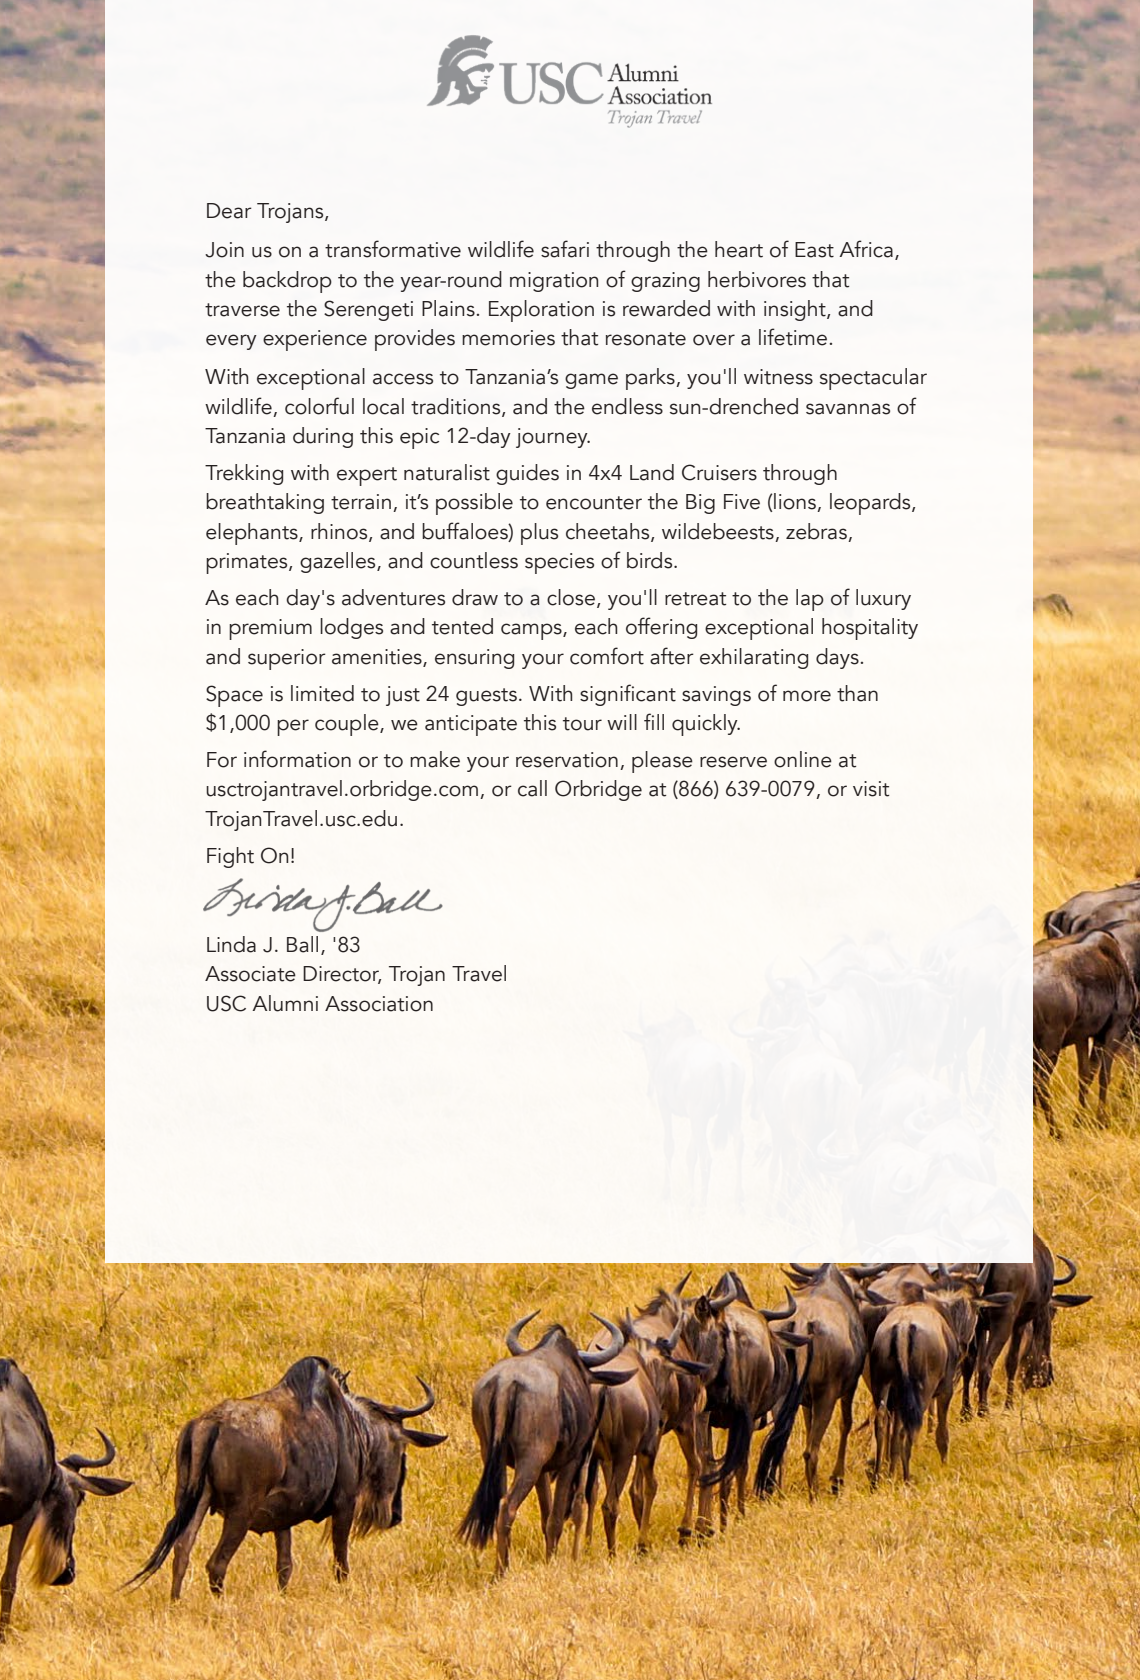 USC Alumni
Association
Trojan Travel
Dear Trojans,
Join us on a transformative wildlife safari through the heart of East Africa,
the backdrop to the year-round migration of grazing herbivores that
traverse the Serengeti Plains. Exploration is rewarded with insight, and
every experience provides memories that resonate over a lifetime.
With exceptional access to Tanzania’s game parks, you'll witness spectacular
wildlife, colorful local traditions, and the endless sun-drenched savannas of
Tanzania during this epic 12-day journey.
Trekking with expert naturalist guides in 4x4 Land Cruisers through
breathtaking terrain, it’s possible to encounter the Big Five (lions, leopards,
elephants, rhinos, and buffaloes) plus cheetahs, wildebeests, zebras,
primates, gazelles, and countless species of birds.
As each day's adventures draw to a close, you'll retreat to the lap of luxury
in premium lodges and tented camps, each offering exceptional hospitality
and superior amenities, ensuring your comfort after exhilarating days.
Space is limited to just 24 guests. With significant savings of more than
$1,000 per couple, we anticipate this tour will fill quickly.
For information or to make your reservation, please reserve online at
usctrojantravel.orbridge.com, or call Orbridge at (866) 639-0079, or visit
TrojanTravel.usc.edu.
Fight On!
Linda J. Ball
Linda J. Ball, '83
Associate Director, Trojan Travel
USC Alumni Association